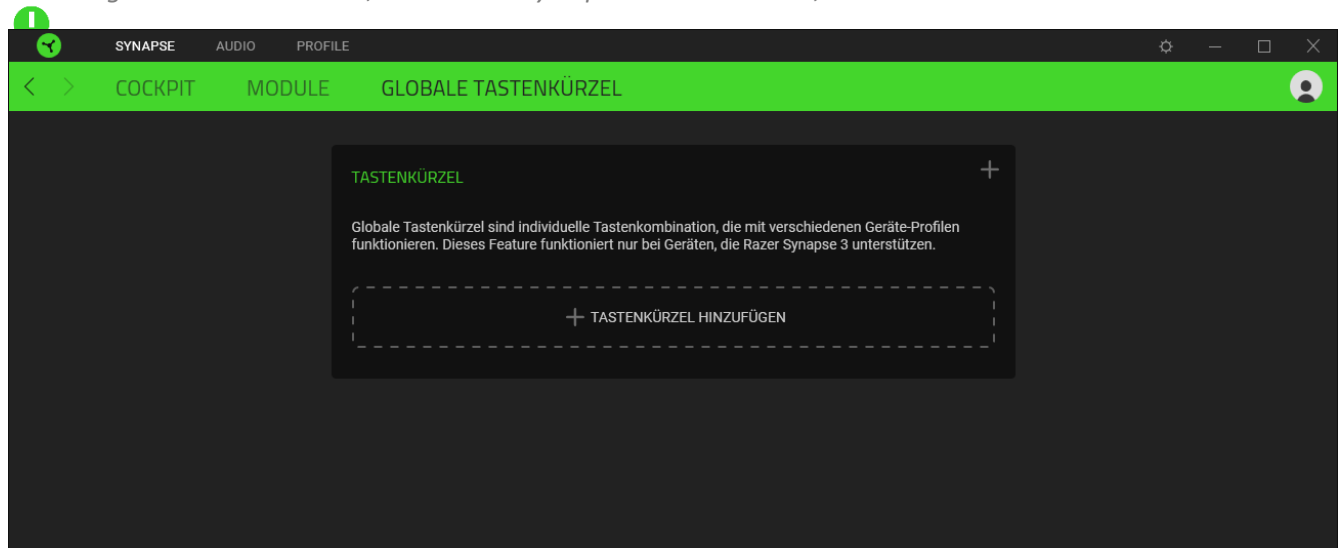 SYNAPSE AUDIO PROFILE
COCKPIT MODULE GLOBALE TASTENKÜRZEL
TASTENKÜRZEL
Globale Tastenkürzel sind individuelle Tastenkombination, die mit verschiedenen Geräte-Profilen
funktionieren. Dieses Feature funktioniert nur bei Geräten, die Razer Synapse 3 unterstützen.
TASTENKÜRZEL HINZUFÜGEN